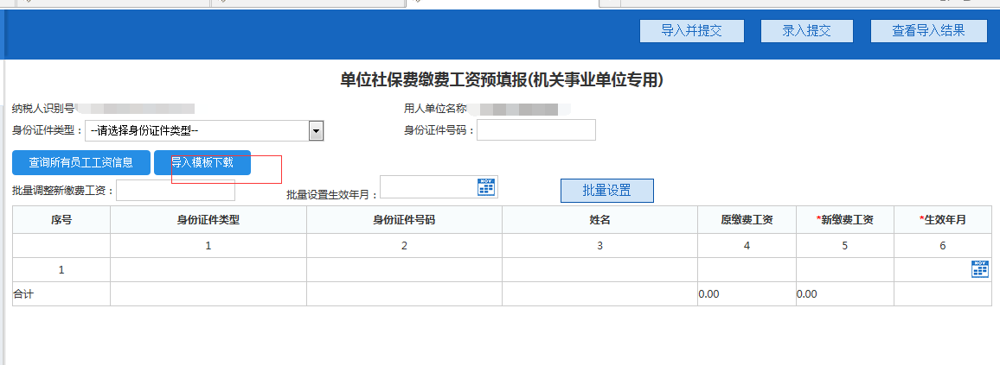 导入并提交 录入提交 查看导入结果
单位社保费缴费工资预填报(机关事业单位专用)
纳税人识别号 用人单位名称
身份证件类型： --请选择身份证件类型-- 身份证件号码：
查询所有员工工资信息 导入模板下载
批量调整新缴费工资： 批量设置生效年月： NOV 批量设置
序号 身份证件类型 身份证件号码 姓名 原缴费工资 *新缴费工资 *生效年月
1 2 3 4 5 6
1 NOV
合计 0.00 0.00